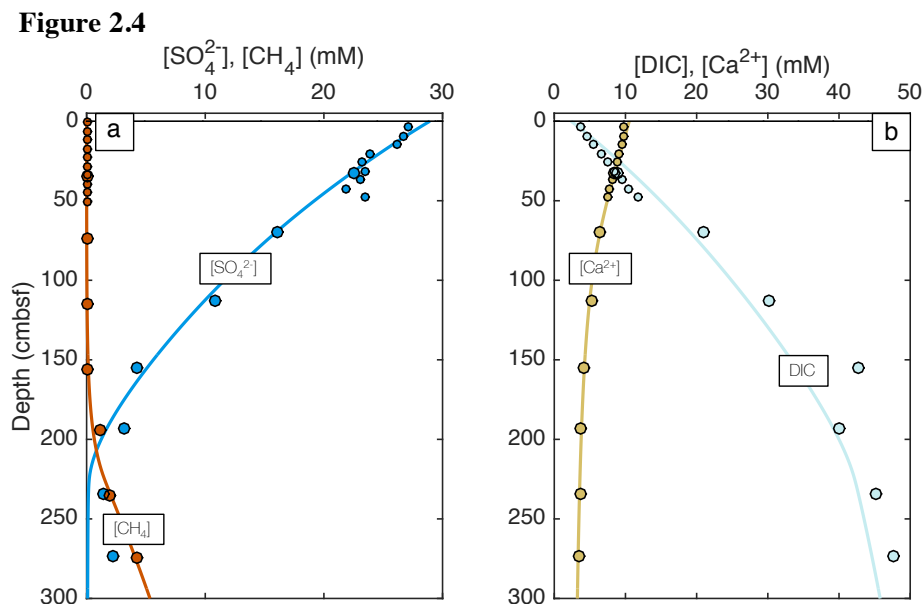 Figure 2.4
[SO₄²⁻], [CH₄] (mM)
0 10 20 30
a
0
50
100
150
200
250
300
Depth (cmbsf)
[SO₄²⁻]
[CH₄]
[DIC], [Ca²⁺] (mM)
0 10 20 30 40 50
b
0
50
100
150
200
250
300
[Ca²⁺]
DIC